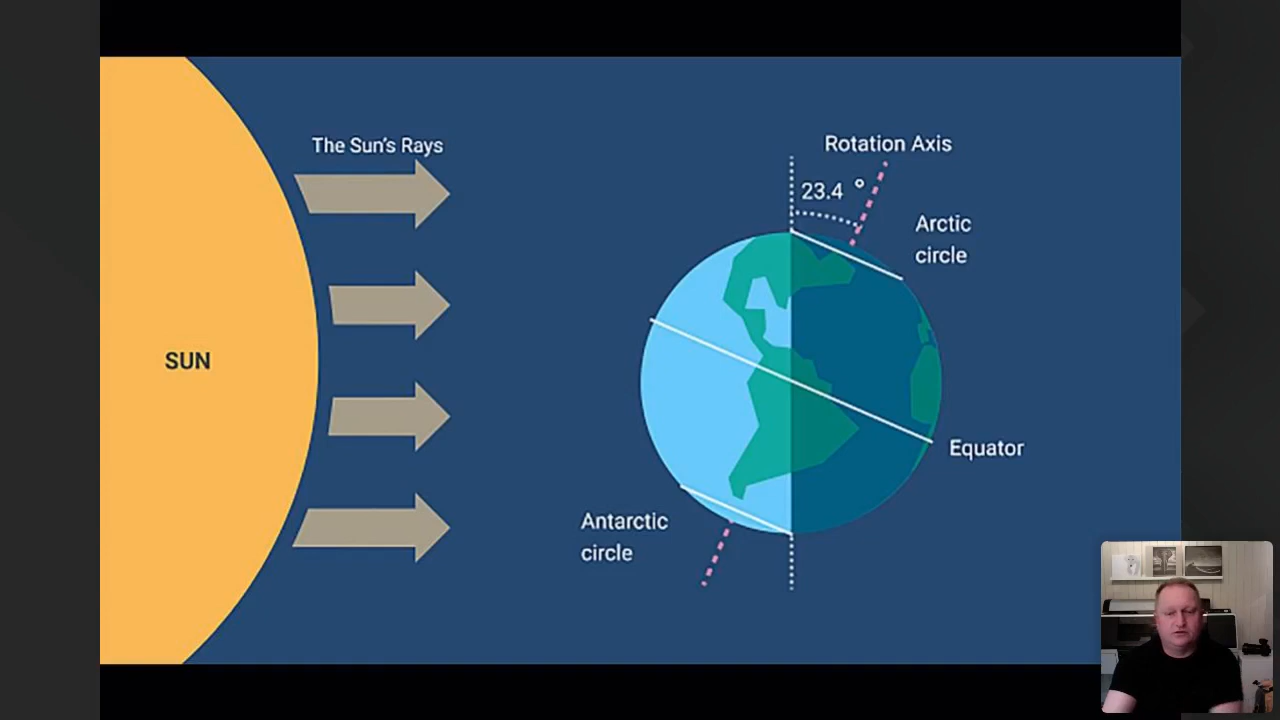 The Sun's Rays
Rotation Axis
23.4 °
Arctic
circle
SUN
Equator
Antarctic
circle